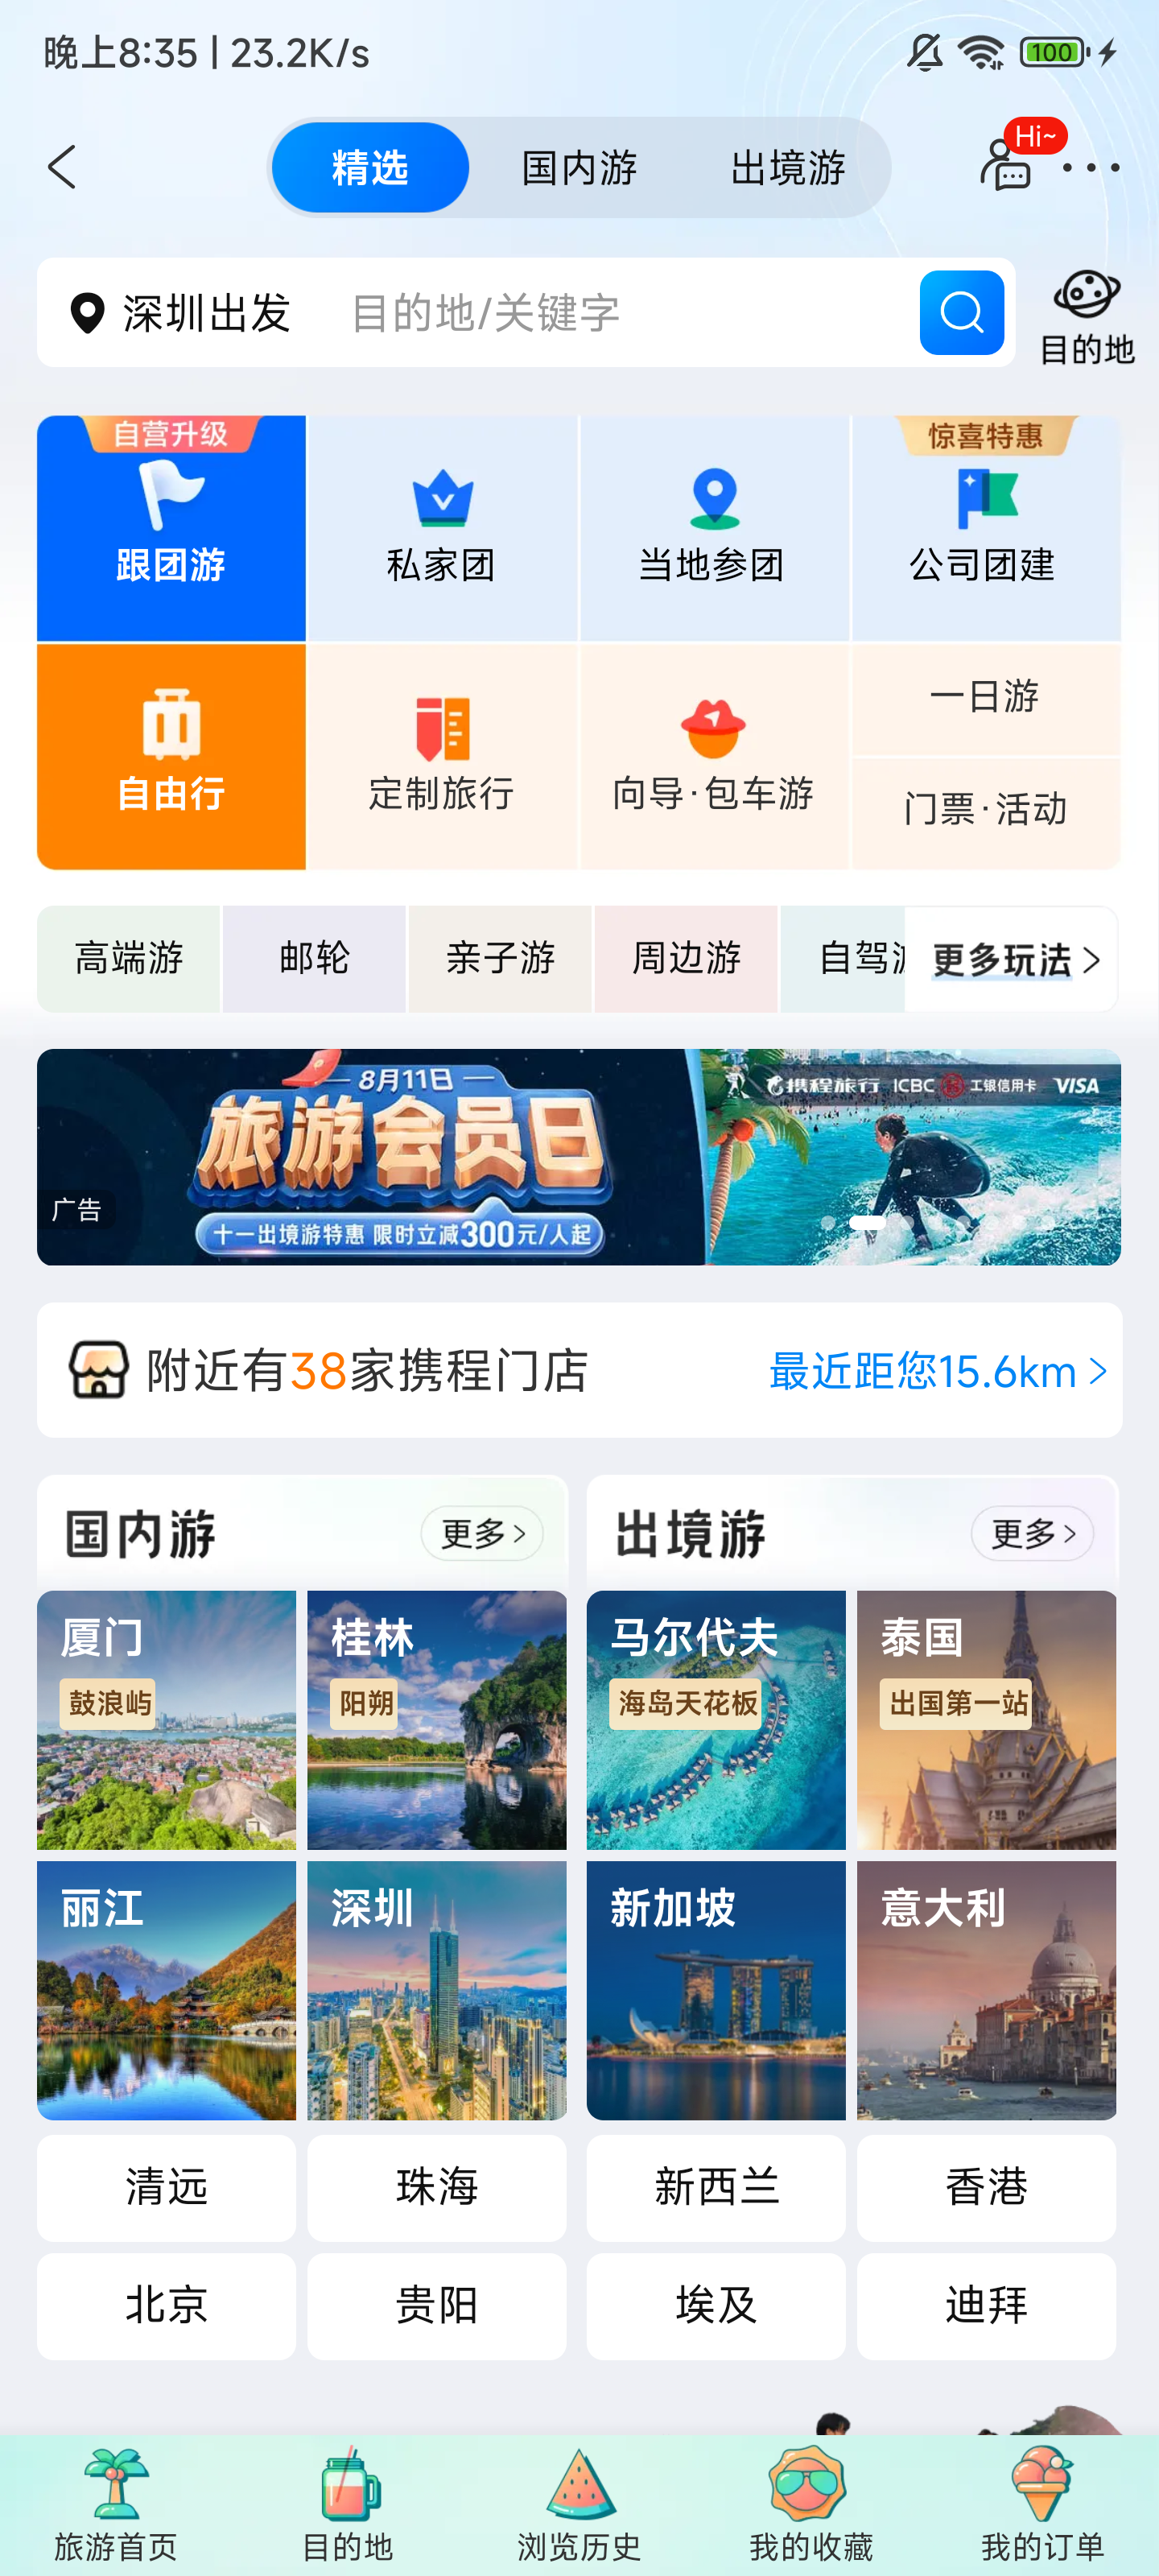 晚上8:35 | 23.2K/s
100
精选
国内游
出境游
Hi~
深圳出发
目的地/关键字
目的地
自营升级
跟团游
私家团
当地参团
惊喜特惠
公司团建
自由行
定制旅行
向导·包车游
一日游
门票·活动
高端游
邮轮
亲子游
周边游
自驾游
更多玩法
8月11日
旅游会员日
十一出境游特惠 限时立减300元/人起
广告
携程旅行 ICBC 工银信用卡 VISA
附近有38家携程门店
最近距您15.6km
国内游
更多
出境游
更多
厦门
鼓浪屿
桂林
阳朔
马尔代夫
海岛天花板
泰国
出国第一站
丽江
深圳
新加坡
意大利
清远
珠海
新西兰
香港
北京
贵阳
埃及
迪拜
旅游首页
目的地
浏览历史
我的收藏
我的订单